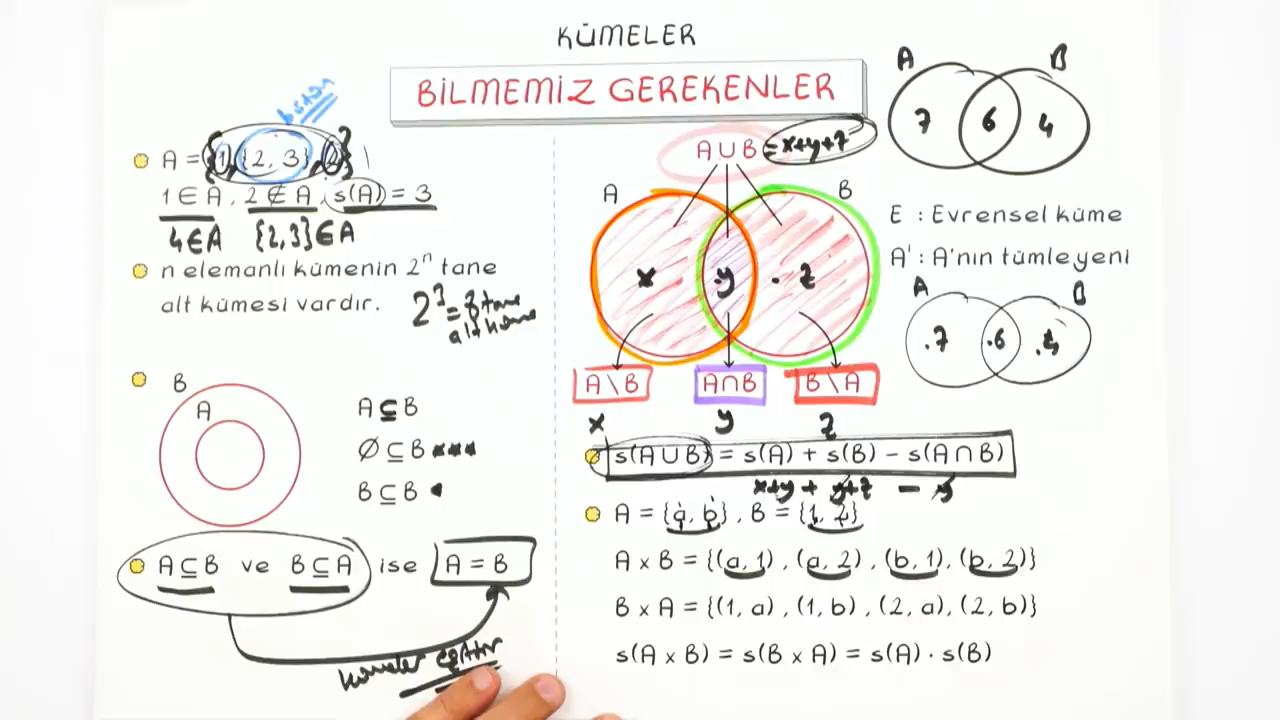 KÜMELER
BİLMEMİZ GEREKENLER
bsten
A = {1, {2, 3}, 4}
1 ∈ A , 2 ∉ A , s(A) = 3
4 ∈ A {2,3} ∈ A
n elemanlı kümenin 2ⁿ tane
alt kümesi vardır.
2³ = 8 tane
alt küme
B
A
A ⊆ B
∅ ⊆ B
B ⊆ B
A ⊆ B ve B ⊆ A ise A = B
kümeler eşittir
A ∪ B = x+y+z
A B
x y z
A \ B A ∩ B B \ A
x y z
s(A ∪ B) = s(A) + s(B) − s(A ∩ B)
x+y + y+z − y
A = {a, b} , B = {1, 2}
A × B = {(a, 1) , (a, 2) , (b, 1) , (b, 2)}
B × A = {(1, a) , (1, b) , (2, a) , (2, b)}
s(A × B) = s(B × A) = s(A) · s(B)
A B
7 6 4
E : Evrensel küme
A' : A'nın tümleyeni
A B
.7 .6 .4